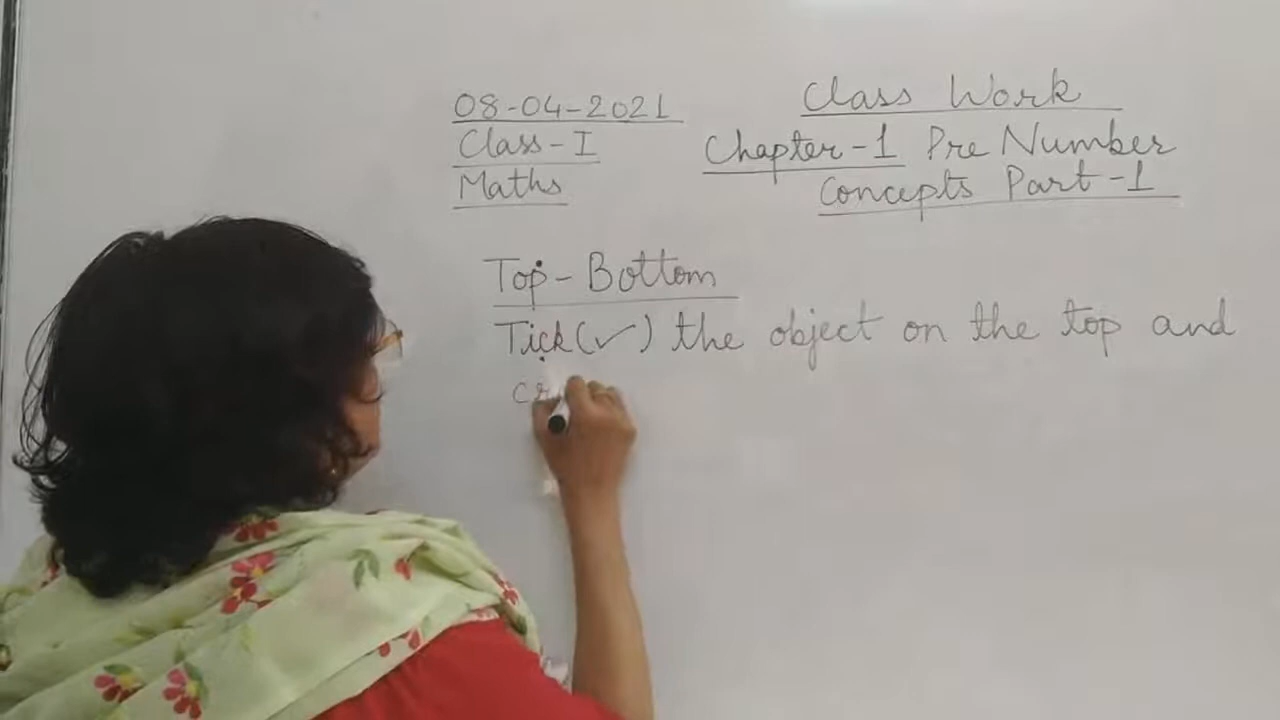 08-04-2021
Class-I
Maths
Class Work
Chapter-1 Pre Number
Concepts Part-1
Top-Bottom
Tick(✓) the object on the top and